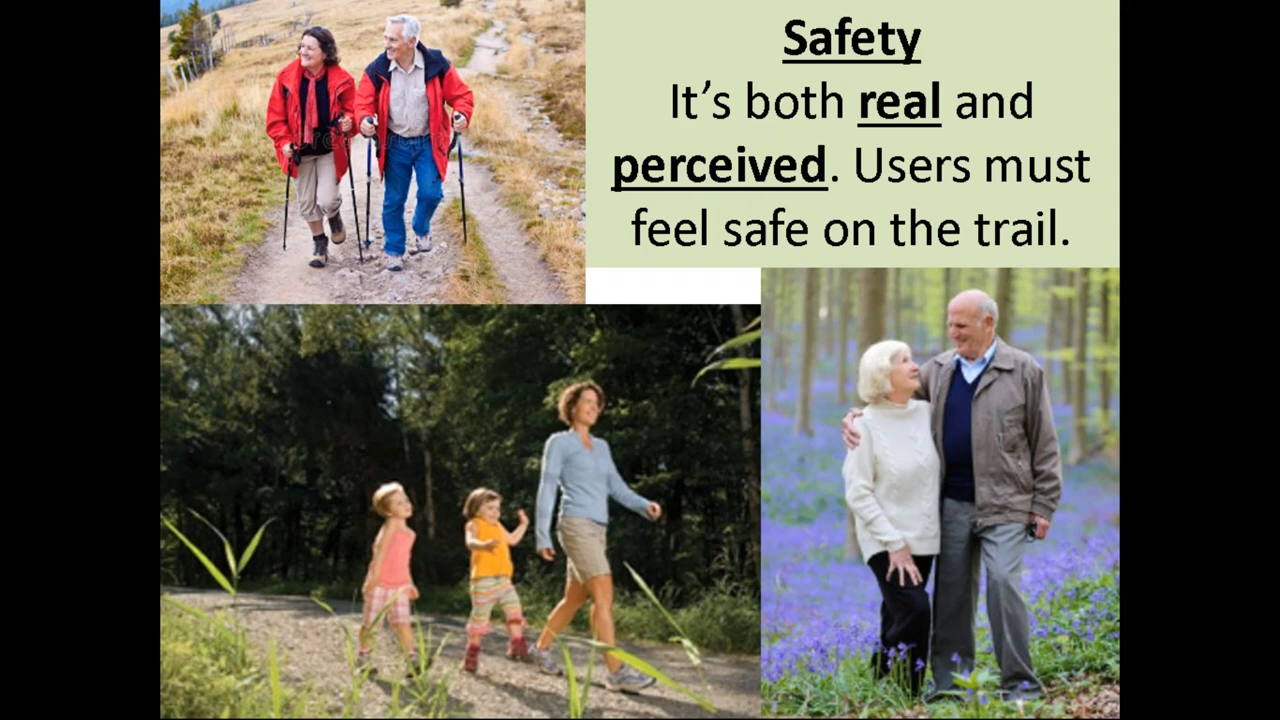 Safety
It’s both real and
perceived. Users must
feel safe on the trail.